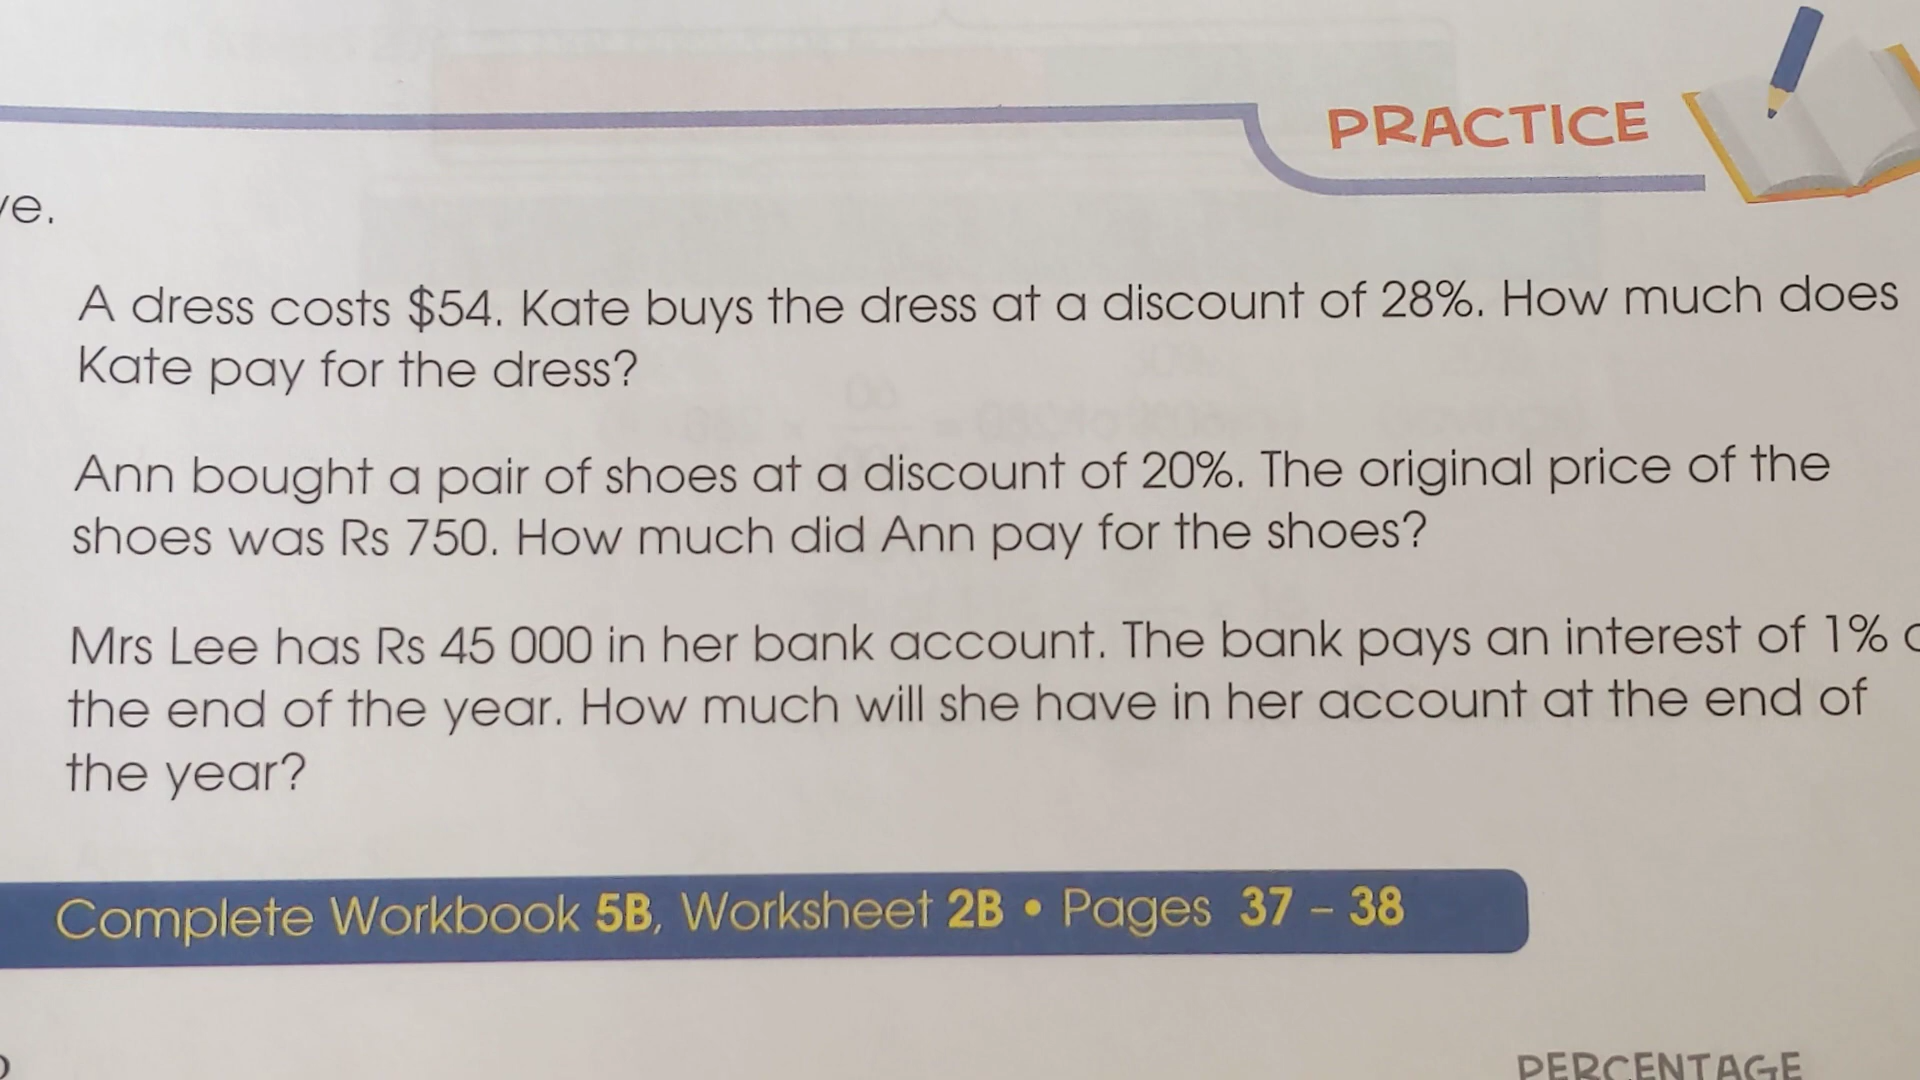 PRACTICE
ve.
A dress costs $54. Kate buys the dress at a discount of 28%. How much does
Kate pay for the dress?
Ann bought a pair of shoes at a discount of 20%. The original price of the
shoes was Rs 750. How much did Ann pay for the shoes?
Mrs Lee has Rs 45 000 in her bank account. The bank pays an interest of 1%
the end of the year. How much will she have in her account at the end of
the year?
Complete Workbook 5B, Worksheet 2B • Pages 37 – 38
PERCENTAGE